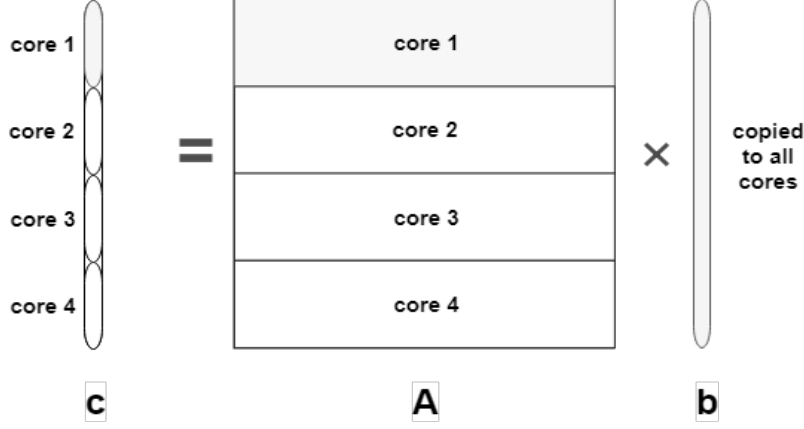 core 1
core 2
core 3
core 4
=
core 1
core 2
core 3
core 4
×
copied
to all
cores
c
A
b